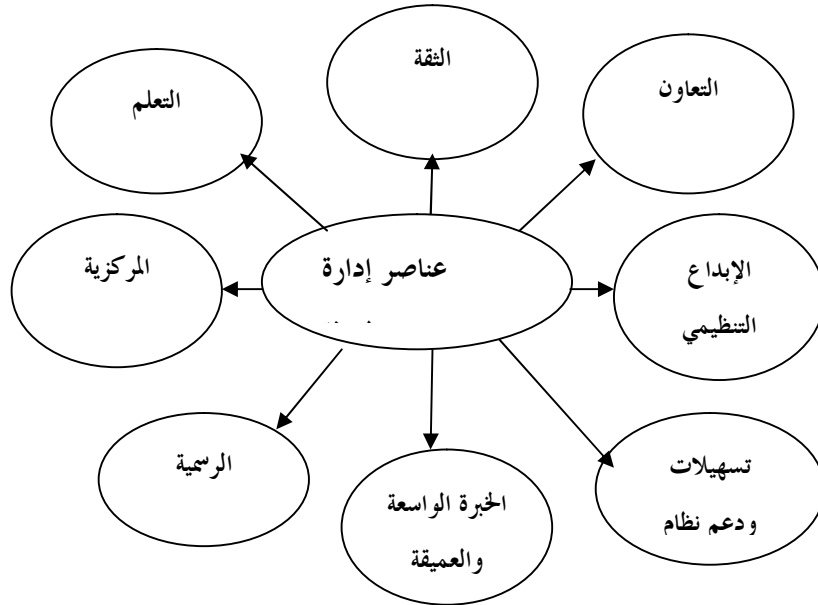 الثقة
التعاون
التعلم
عناصر إدارة
المركزية
الإبداع
التنظيمي
الرسمية
الخبرة الواسعة
والعميقة
تسهيلات
ودعم نظام